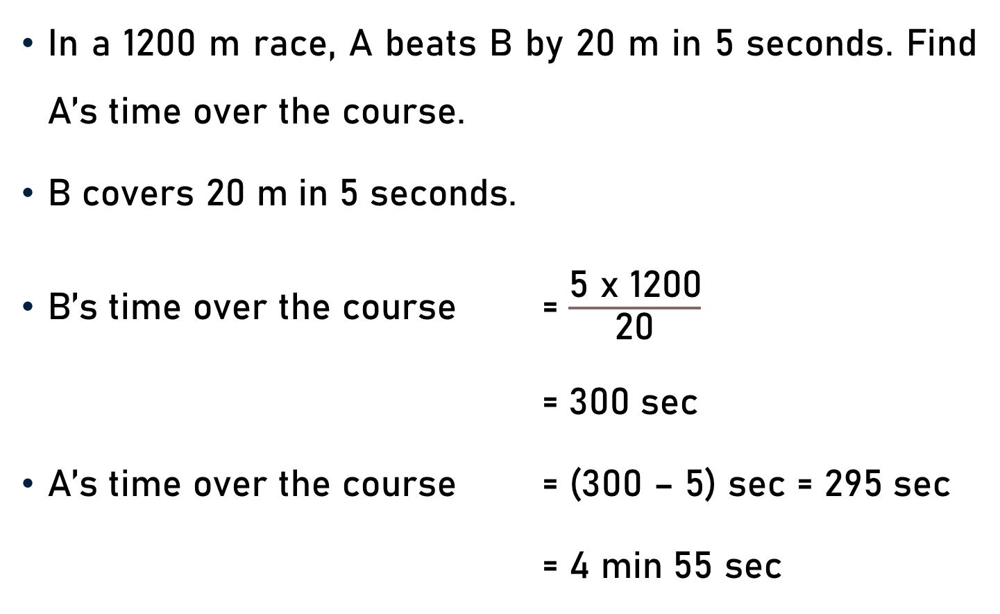 • In a 1200 m race, A beats B by 20 m in 5 seconds. Find
A's time over the course.
• B covers 20 m in 5 seconds.
• B's time over the course = 5 x 1200
20
= 300 sec
• A's time over the course = (300 – 5) sec = 295 sec
= 4 min 55 sec